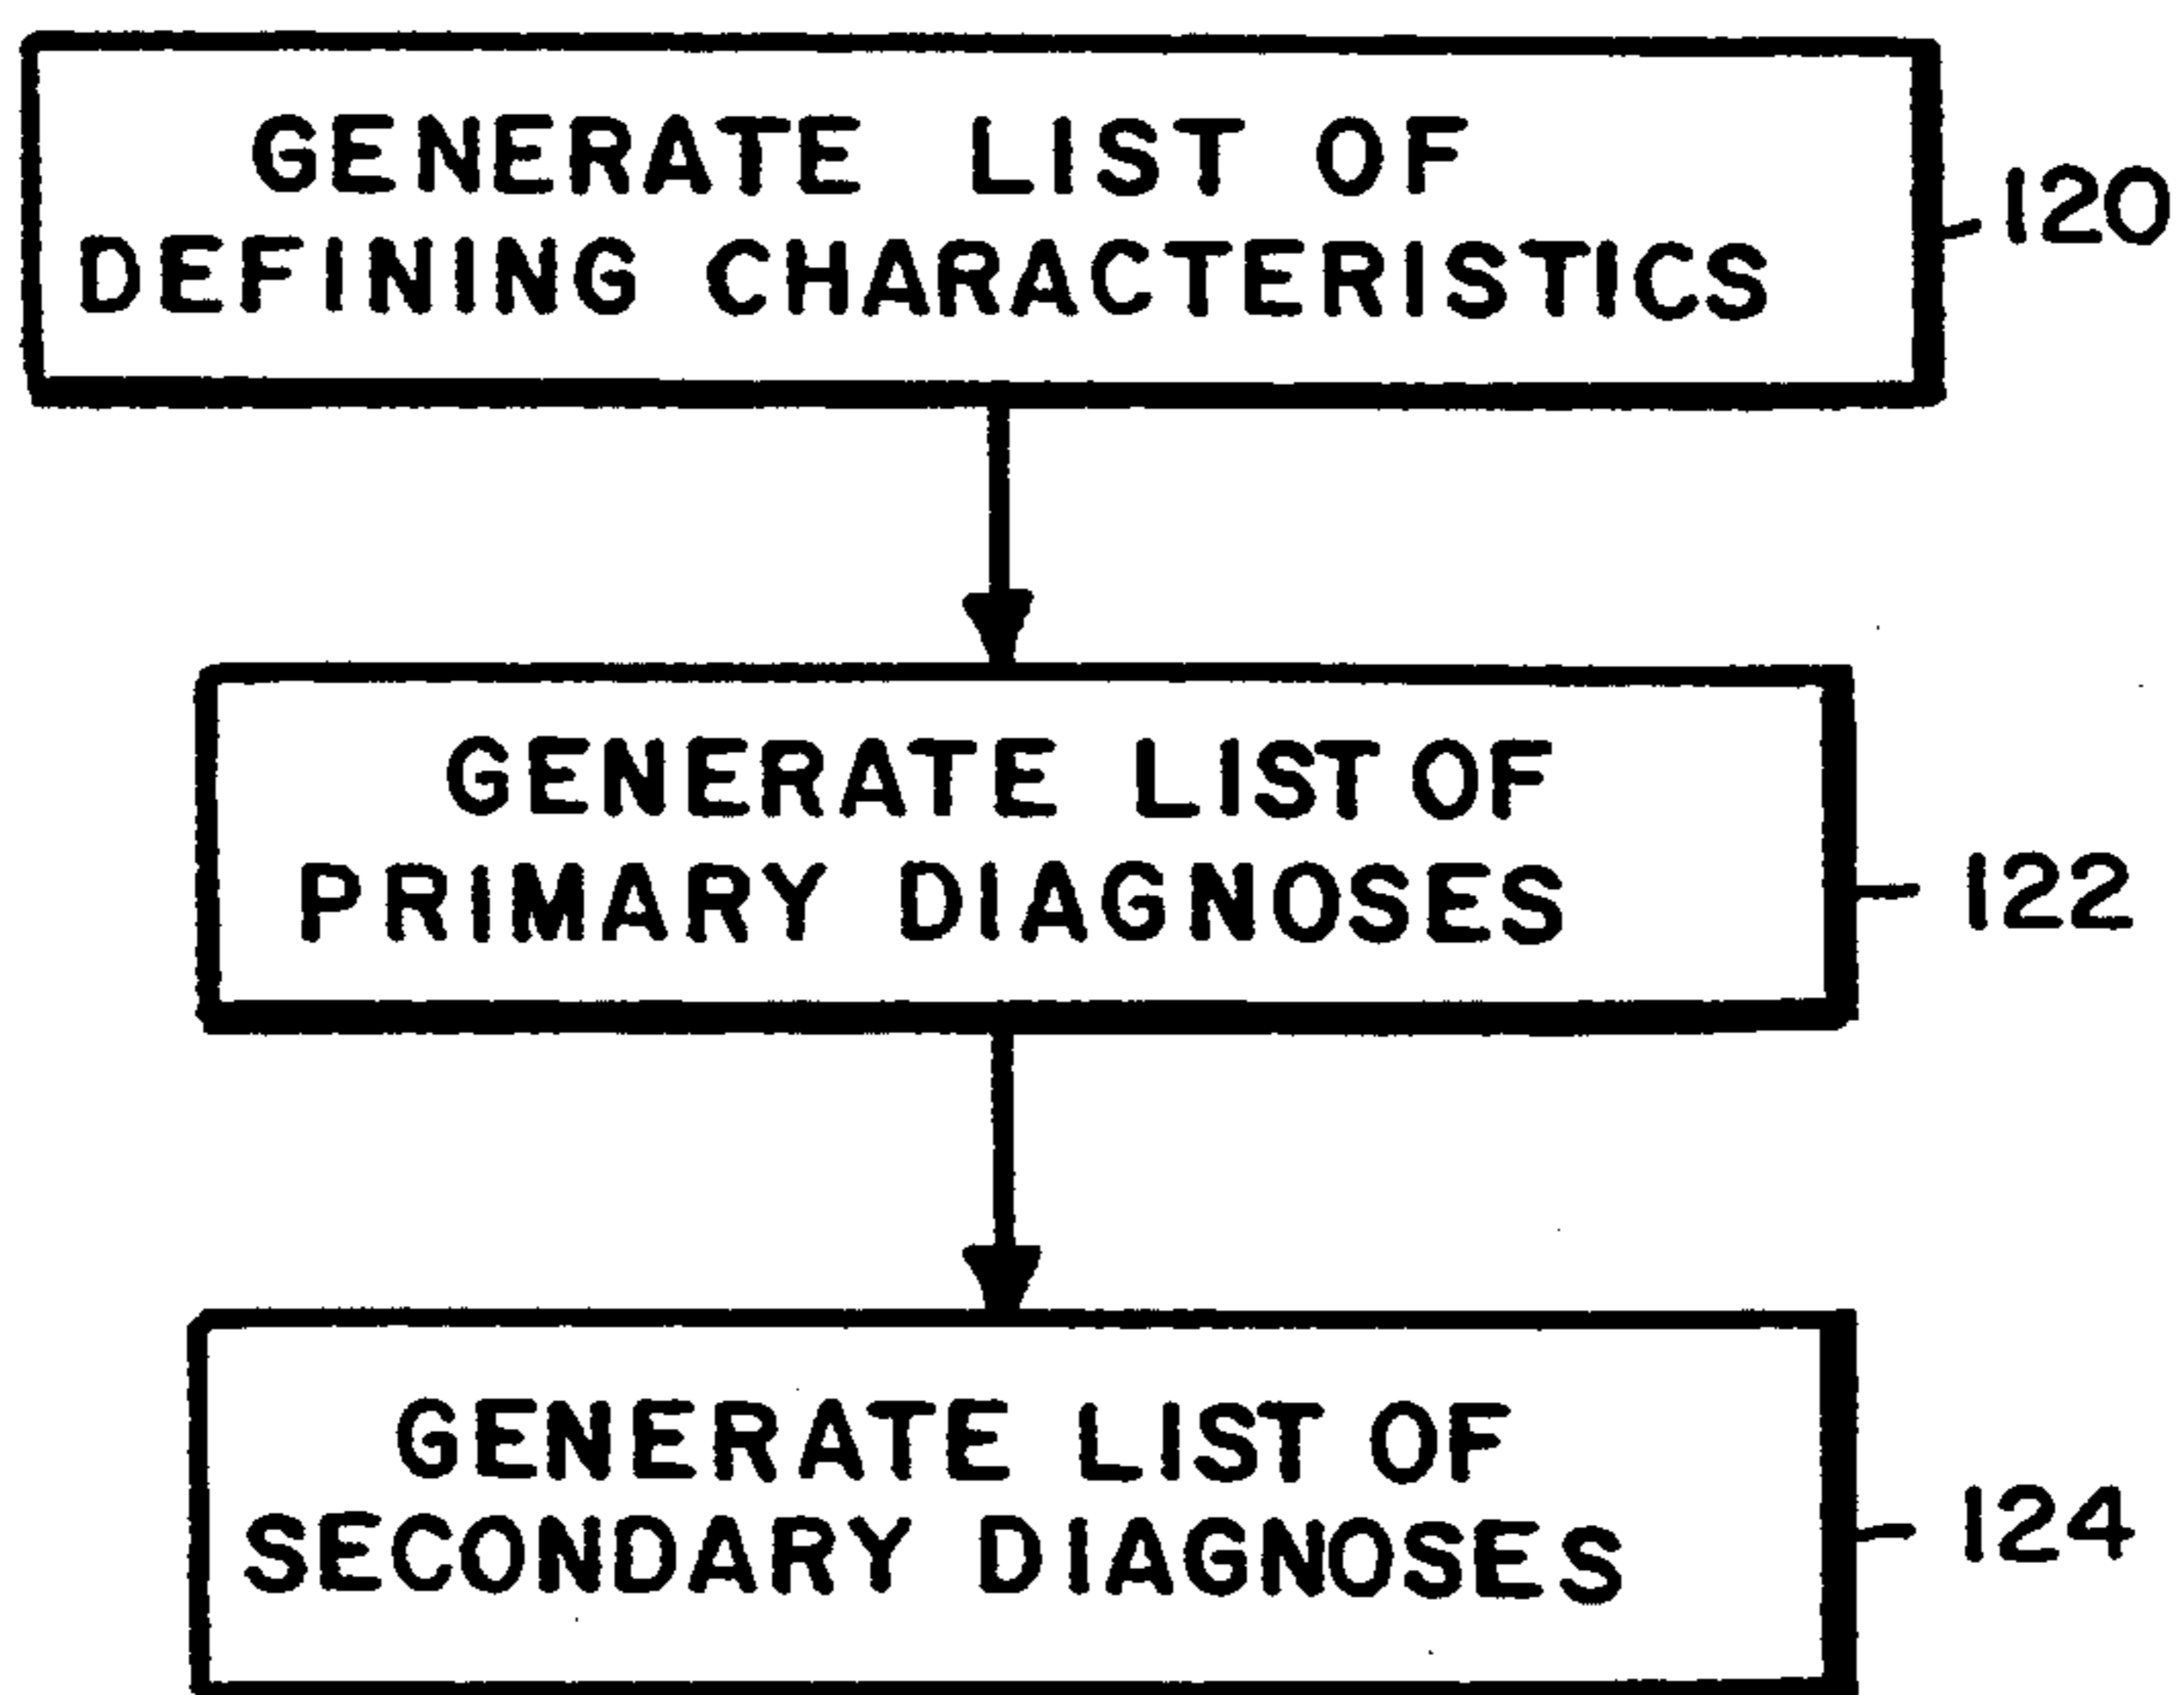 GENERATE LIST OF
DEFINING CHARACTERISTICS
120
GENERATE LIST OF
PRIMARY DIAGNOSES
122
GENERATE LIST OF
SECONDARY DIAGNOSES
124